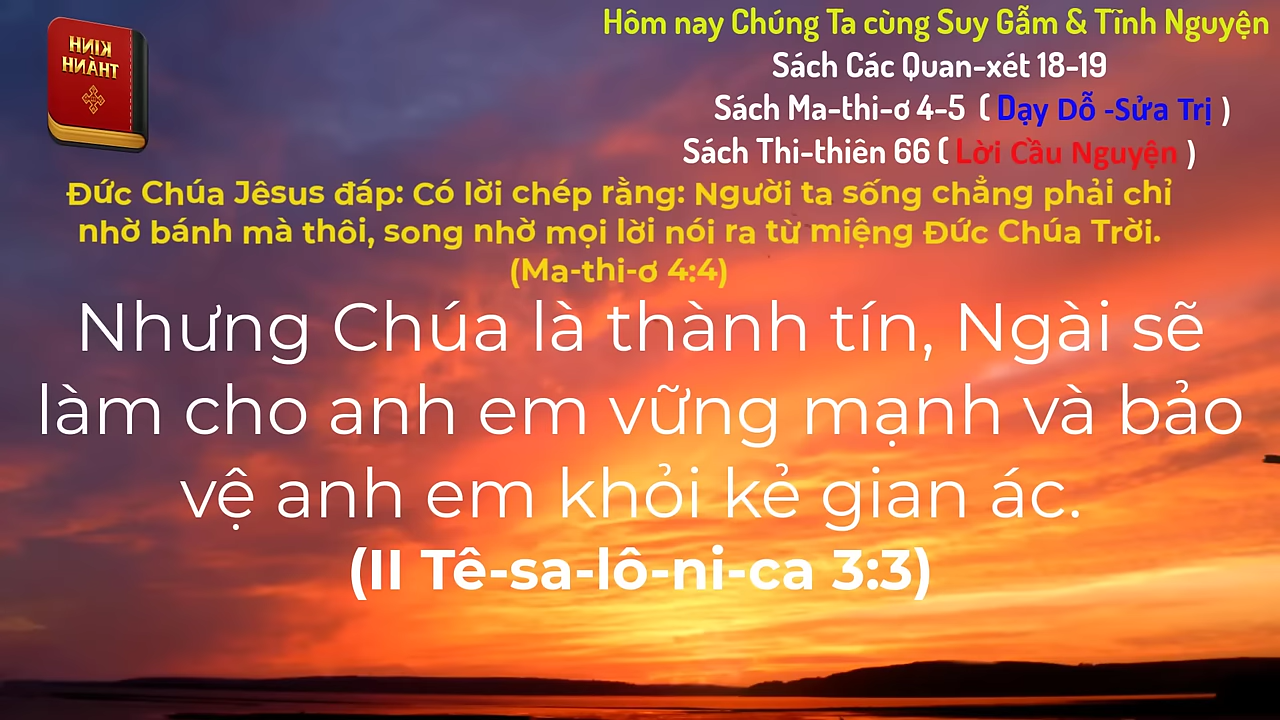 KINH
THÁNH
Hôm nay Chúng Ta cùng Suy Gẫm & Tĩnh Nguyện
Sách Các Quan-xét 18-19
Sách Ma-thi-ơ 4-5 ( Dạy Dỗ -Sửa Trị )
Sách Thi-thiên 66 ( Lời Cầu Nguyện )
Đức Chúa Jêsus đáp: Có lời chép rằng: Người ta sống chẳng phải chỉ
nhờ bánh mà thôi, song nhờ mọi lời nói ra từ miệng Đức Chúa Trời.
(Ma-thi-ơ 4:4)
Nhưng Chúa là thành tín, Ngài sẽ
làm cho anh em vững mạnh và bảo
vệ anh em khỏi kẻ gian ác.
(II Tê-sa-lô-ni-ca 3:3)